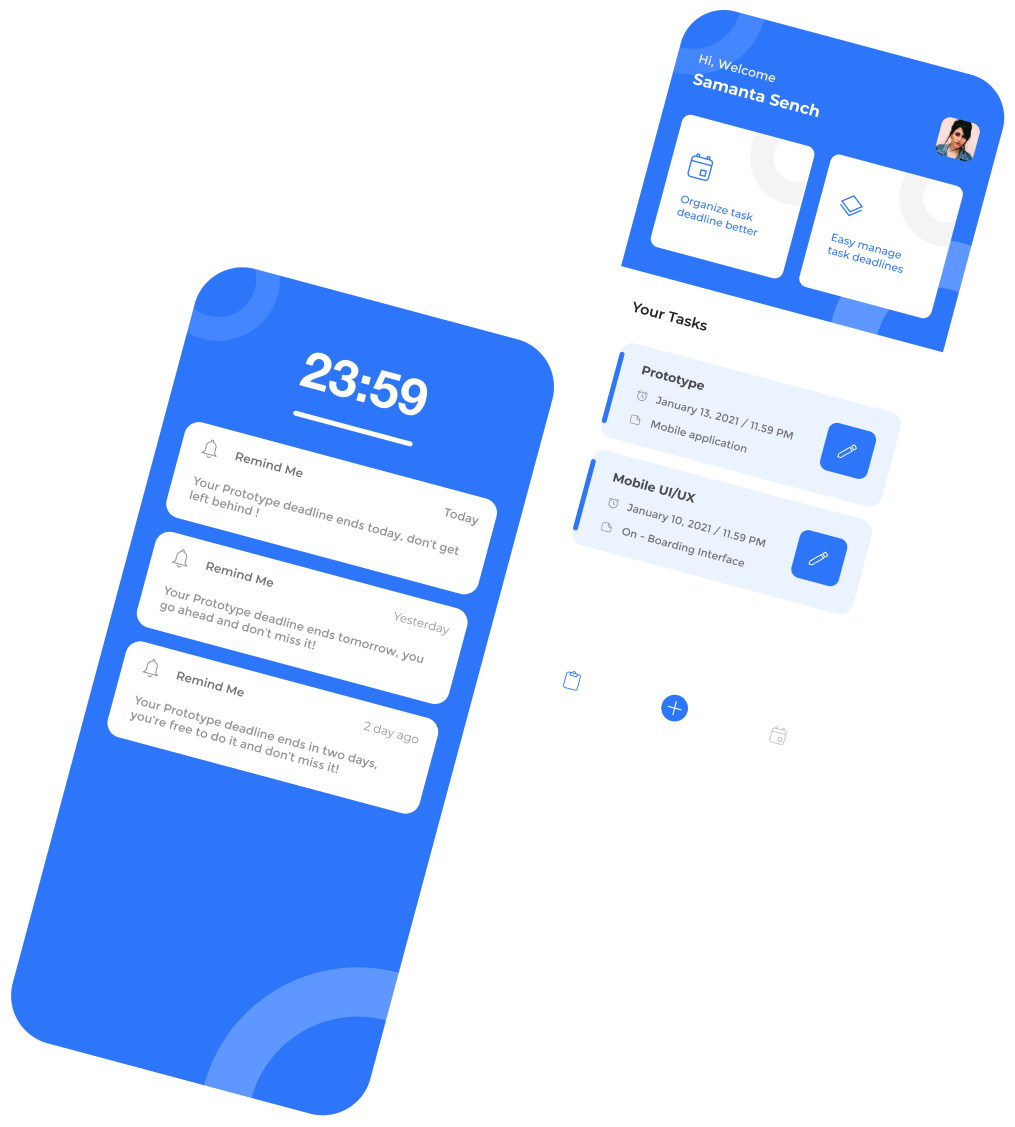 Hi, Welcome
Samanta Sench
Organize task
deadline better
Easy manage
task deadlines
Your Tasks
Prototype
January 13, 2021 / 11.59 PM
Mobile application
Mobile UI/UX
January 10, 2021 / 11.59 PM
On - Boarding Interface
23:59
Remind Me
Today
Your Prototype deadline ends today, don't get
left behind !
Remind Me
Yesterday
Your Prototype deadline ends tomorrow, you
go ahead and don't miss it!
Remind Me
2 day ago
Your Prototype deadline ends in two days,
you're free to do it and don't miss it!